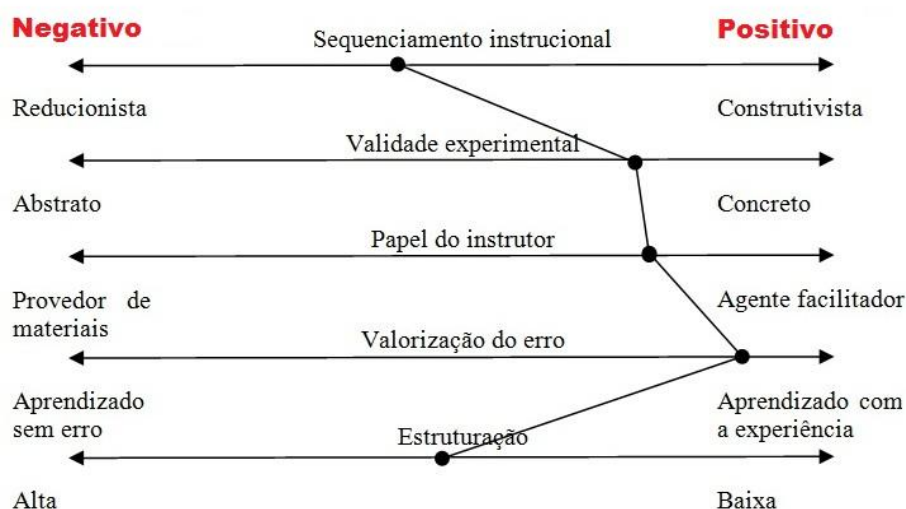 Negativo
Sequenciamento instrucional
Positivo
Reducionista
Construtivista
Validade experimental
Abstrato
Concreto
Papel do instrutor
Provedor de
materiais
Agente facilitador
Valorização do erro
Aprendizado
sem erro
Aprendizado com
a experiência
Estruturação
Alta
Baixa